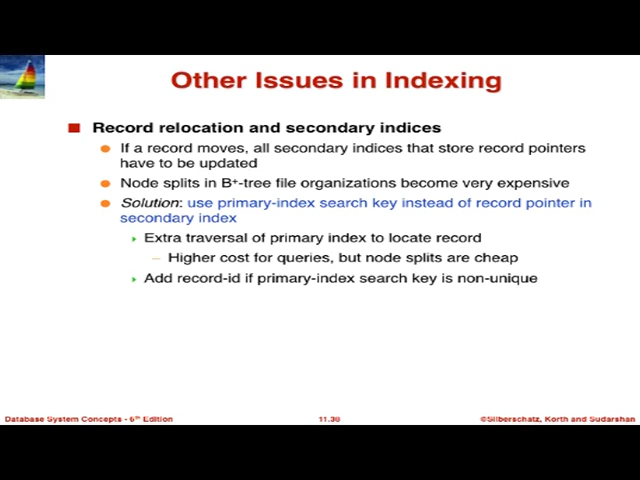 Other Issues in Indexing
Record relocation and secondary indices
If a record moves, all secondary indices that store record pointers
have to be updated
Node splits in B+-tree file organizations become very expensive
Solution: use primary-index search key instead of record pointer in
secondary index
Extra traversal of primary index to locate record
– Higher cost for queries, but node splits are cheap
Add record-id if primary-index search key is non-unique
Database System Concepts - 6th Edition
11.39
©Silberschatz, Korth and Sudarshan